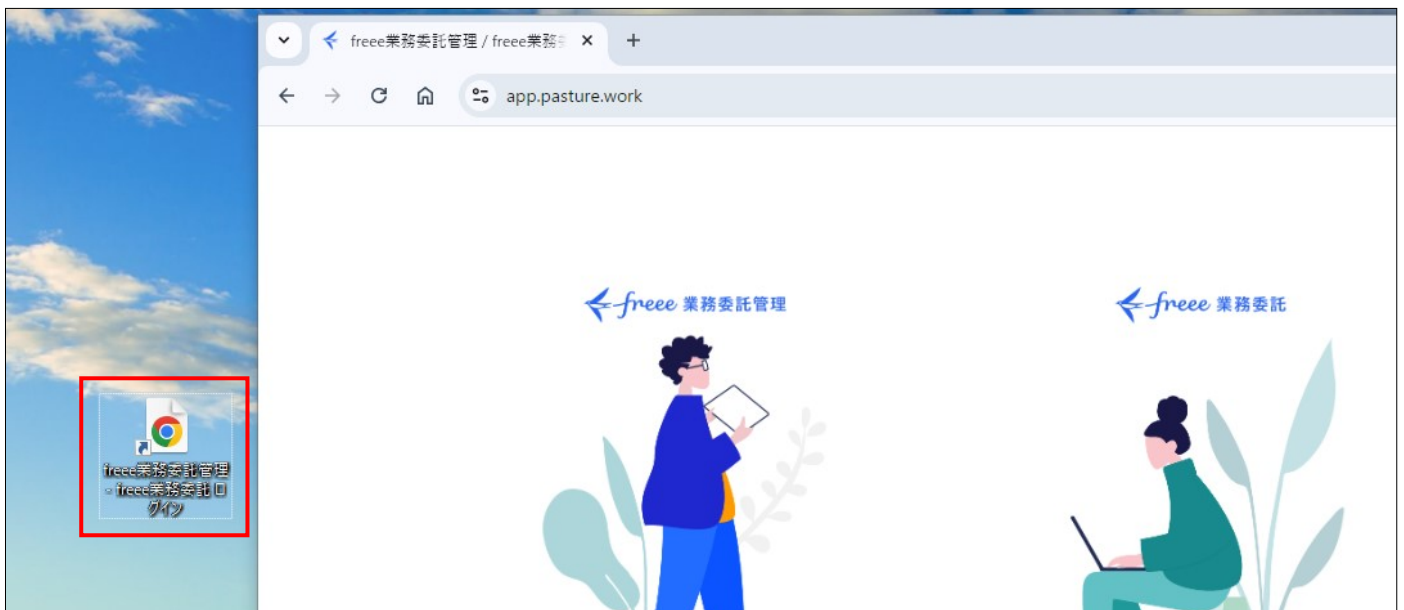 freee業務委託管理 / freee業務
app.pasture.work
freee 業務委託管理
freee 業務委託
freee業務委託管理
- freee業務委託ロ
グイン